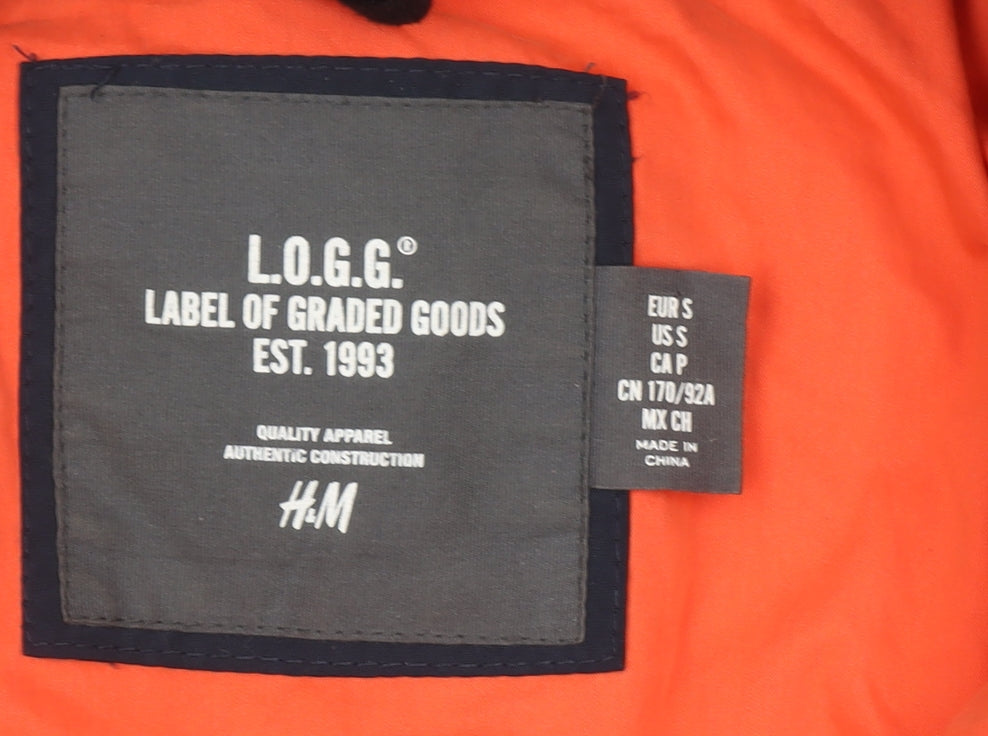 L.O.G.G.®
LABEL OF GRADED GOODS
EST. 1993
QUALITY APPAREL
AUTHENTIC CONSTRUCTION
H&M
EUR S
US S
CA P
CN 170/92A
MX CH
MADE IN
CHINA